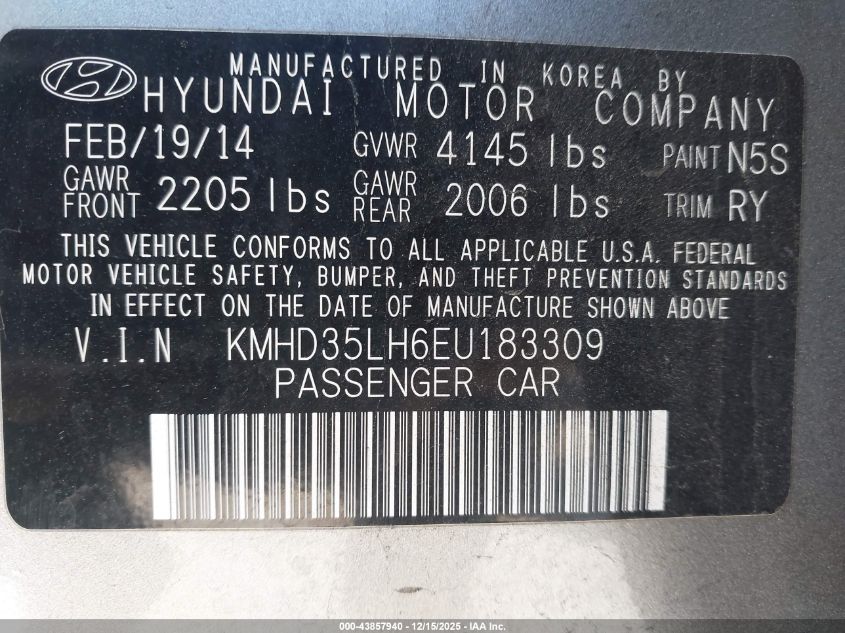 MANUFACTURED IN KOREA BY
HYUNDAI MOTOR COMPANY
FEB/19/14 GVWR 4145 lbs PAINT N5S
GAWR FRONT 2205 lbs GAWR REAR 2006 lbs TRIM RY
THIS VEHICLE CONFORMS TO ALL APPLICABLE U.S.A. FEDERAL
MOTOR VEHICLE SAFETY, BUMPER, AND THEFT PREVENTION STANDARDS
IN EFFECT ON THE DATE OF MANUFACTURE SHOWN ABOVE
V.I.N KMHD35LH6EU183309
PASSENGER CAR
000-43857940 - 12/15/2025 - IAA Inc.